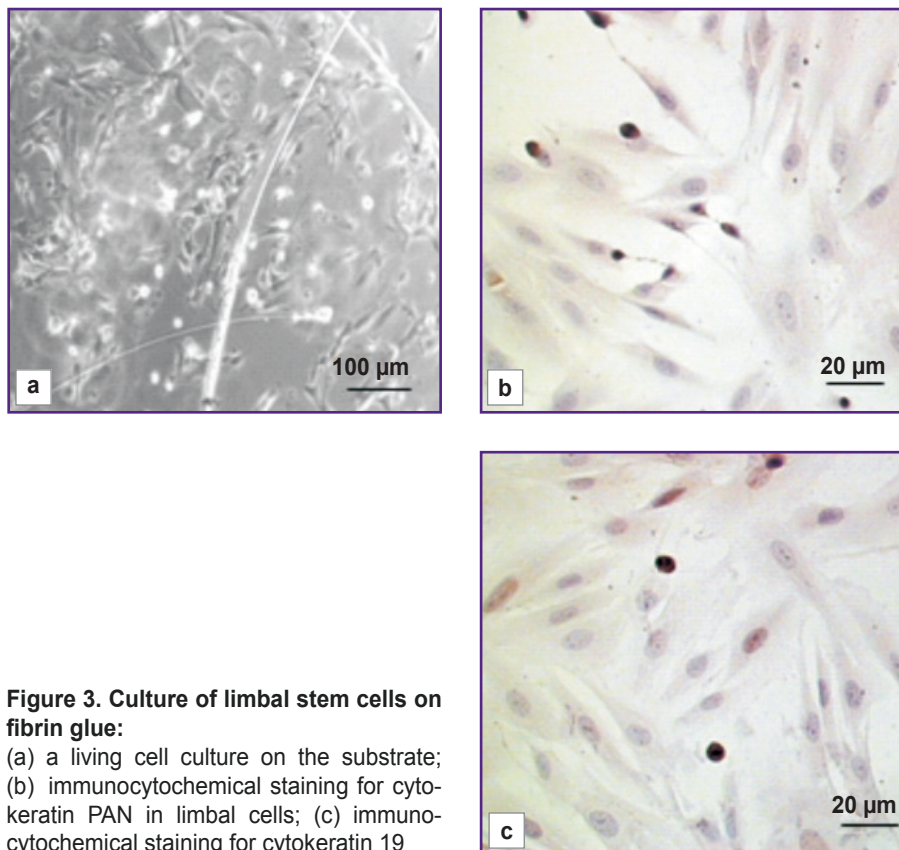 100 µm
a
20 µm
b
20 µm
c
Figure 3. Culture of limbal stem cells on
fibrin glue:
(a) a living cell culture on the substrate;
(b) immunocytochemical staining for cyto-
keratin PAN in limbal cells; (c) immuno-
cytochemical staining for cytokeratin 19